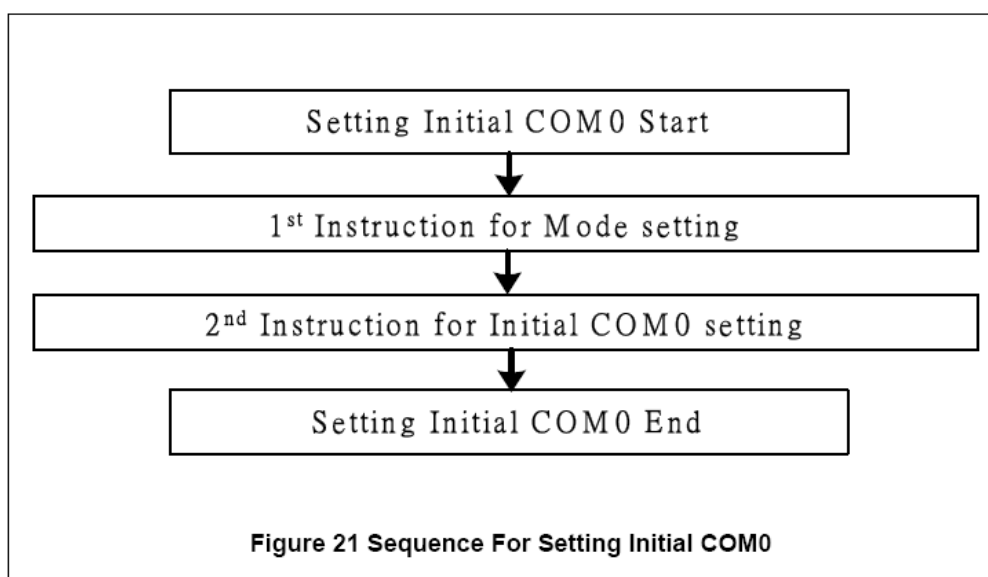 Setting Initial COM0 Start
1st Instruction for Mode setting
2nd Instruction for Initial COM0 setting
Setting Initial COM0 End
Figure 21 Sequence For Setting Initial COM0